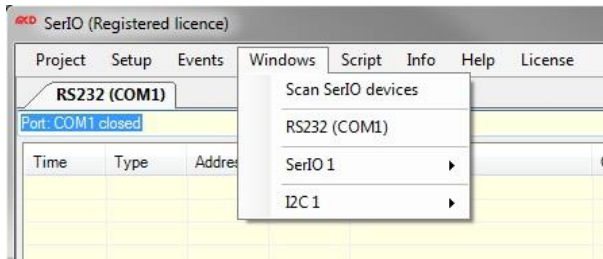 SerIO (Registered licence)
Project Setup Events Windows Script Info Help License
RS232 (COM1)
Port: COM1 closed
Time Type
Scan SerIO devices
RS232 (COM1)
SerIO 1
I2C 1